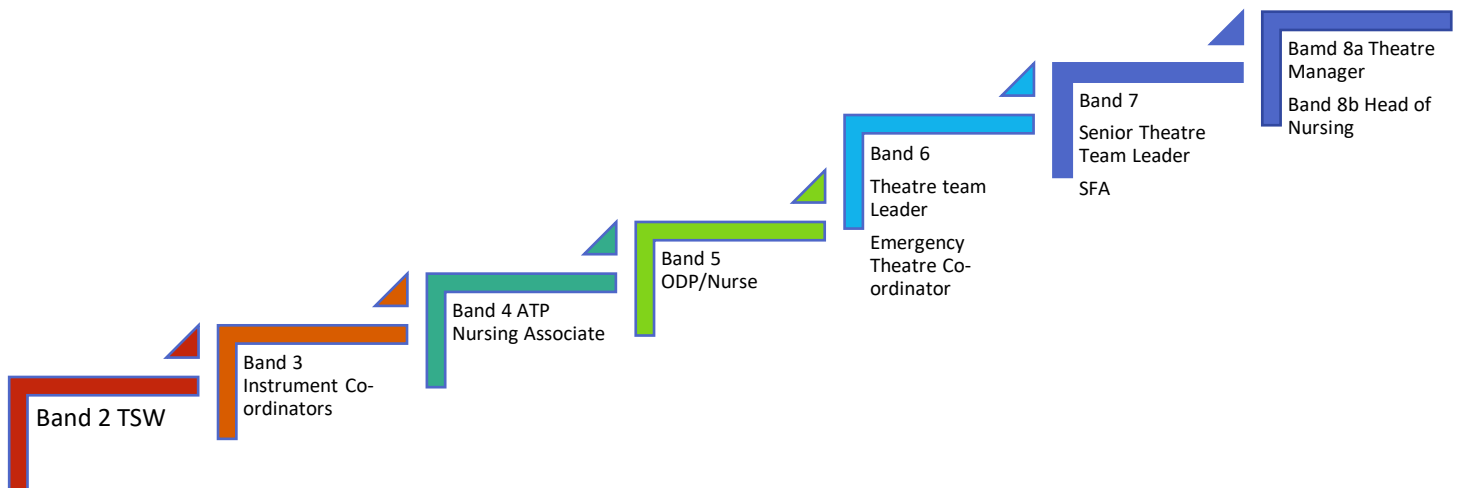 Band 2 TSW
Band 3
Instrument Co-
ordinators
Band 4 ATP
Nursing Associate
Band 5
ODP/Nurse
Band 6
Theatre team
Leader
Emergency
Theatre Co-
ordinator
Band 7
Senior Theatre
Team Leader
SFA
Bamd 8a Theatre
Manager
Band 8b Head of
Nursing